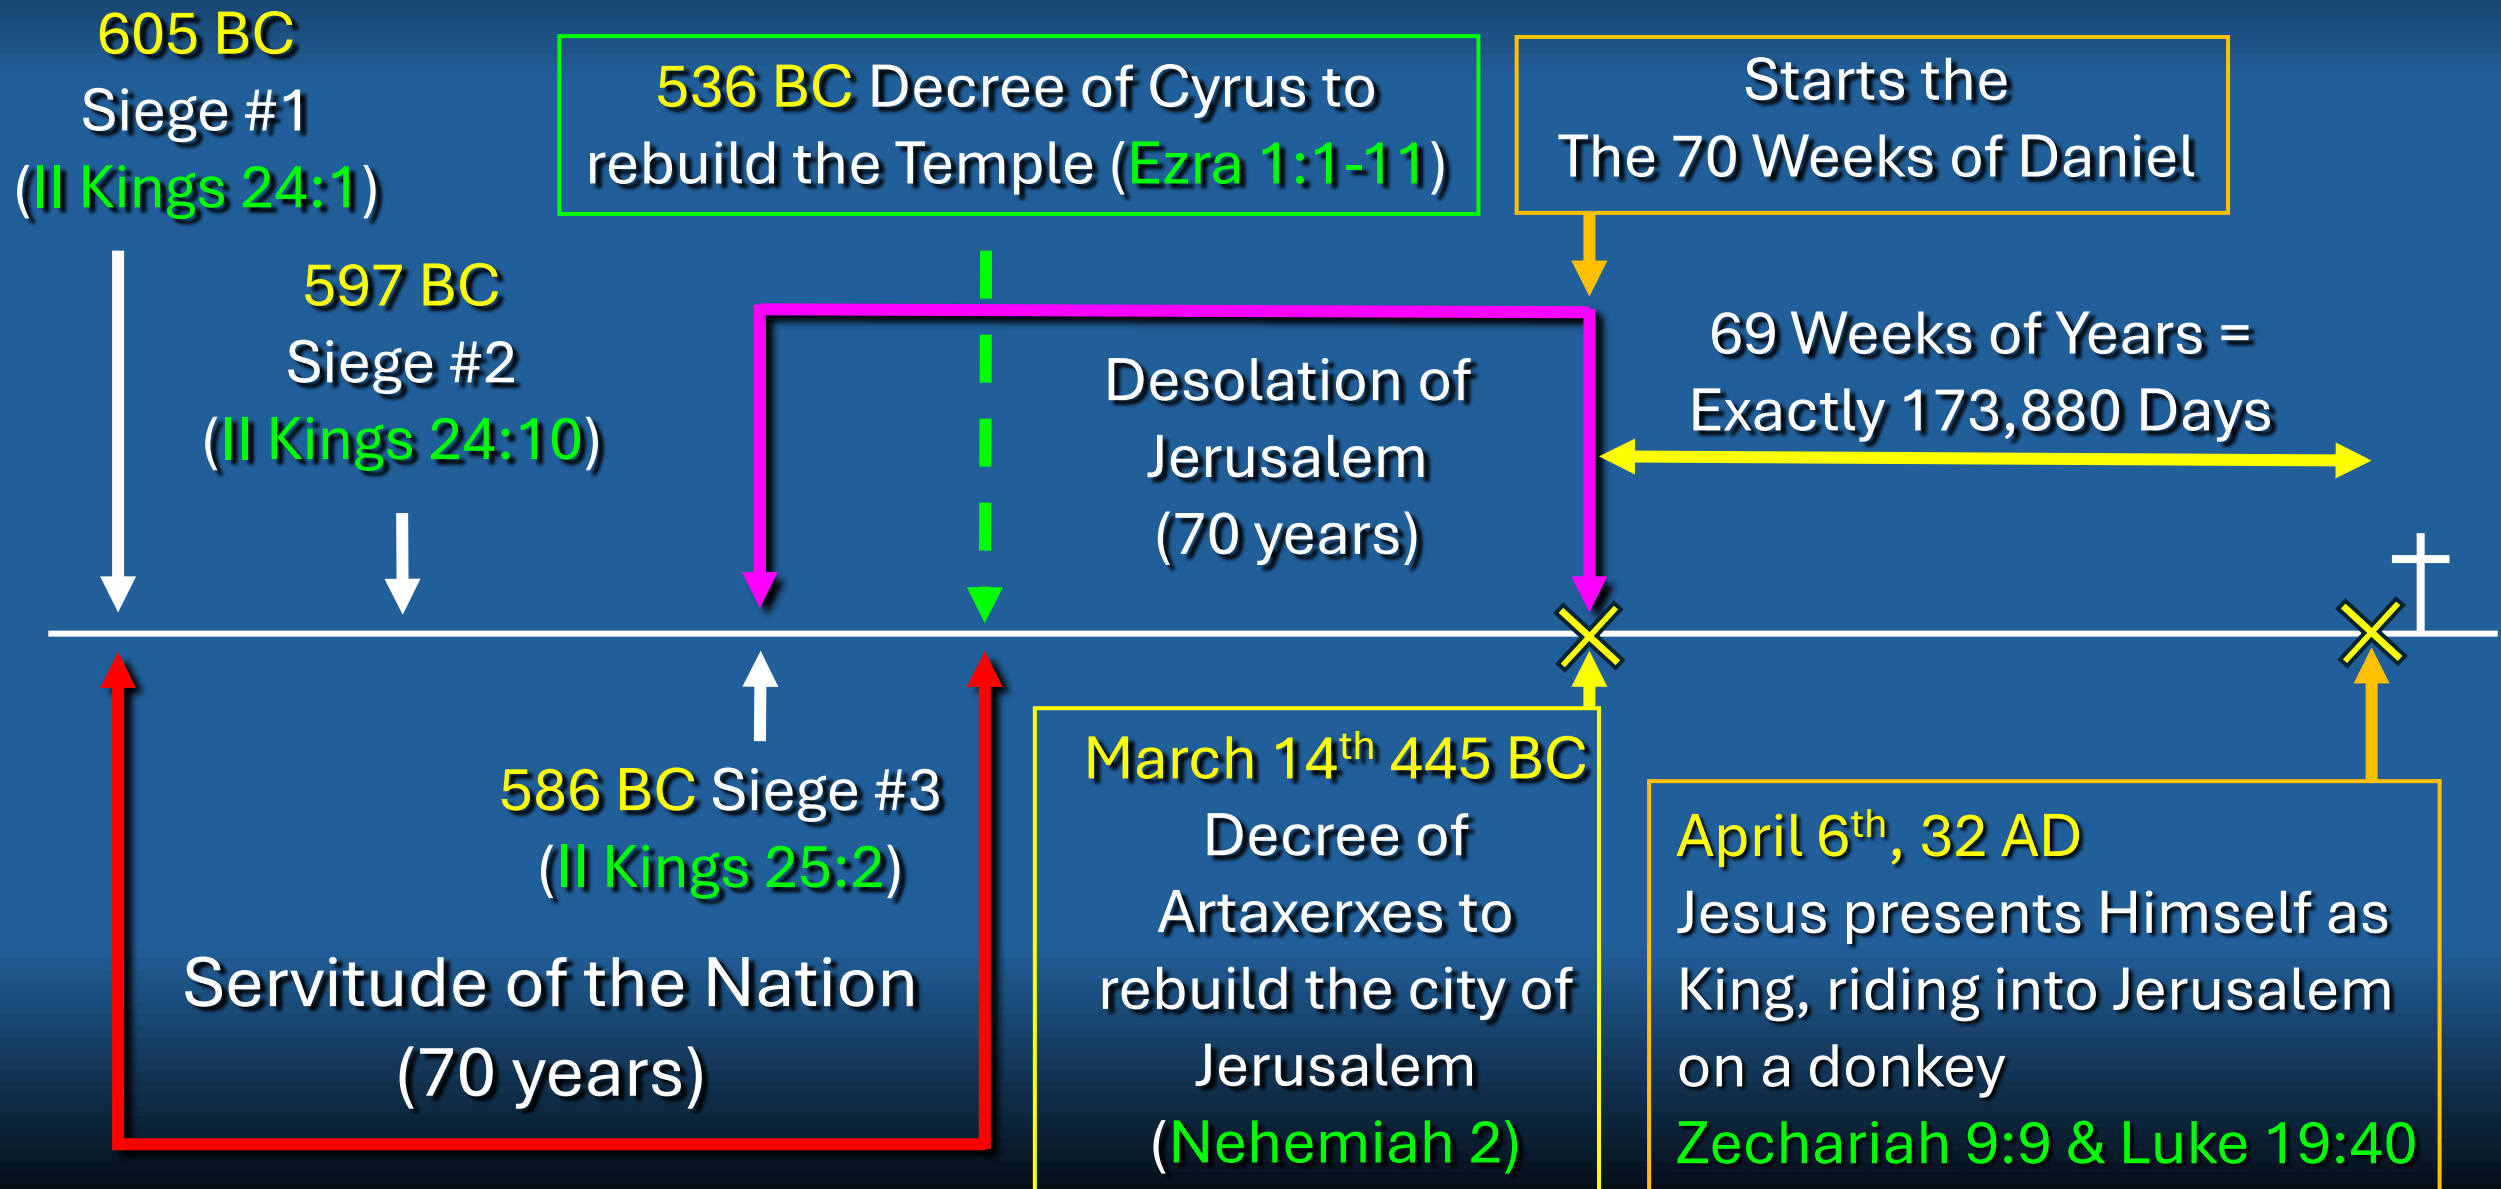 605 BC
Siege #1
(II Kings 24:1)
536 BC Decree of Cyrus to
rebuild the Temple (Ezra 1:1-11)
Starts the
The 70 Weeks of Daniel
597 BC
Siege #2
(II Kings 24:10)
Desolation of
Jerusalem
(70 years)
69 Weeks of Years =
Exactly 173,880 Days
586 BC Siege #3
(II Kings 25:2)
Servitude of the Nation
(70 years)
March 14th 445 BC
Decree of
Artaxerxes to
rebuild the city of
Jerusalem
(Nehemiah 2)
April 6th, 32 AD
Jesus presents Himself as
King, riding into Jerusalem
on a donkey
Zechariah 9:9 & Luke 19:40